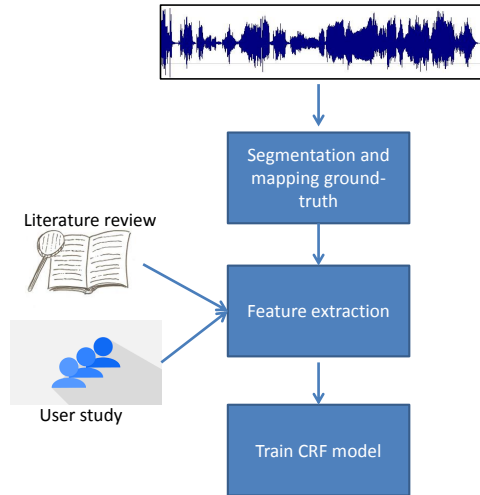 Segmentation and
mapping ground-
truth
Literature review
Feature extraction
User study
Train CRF model